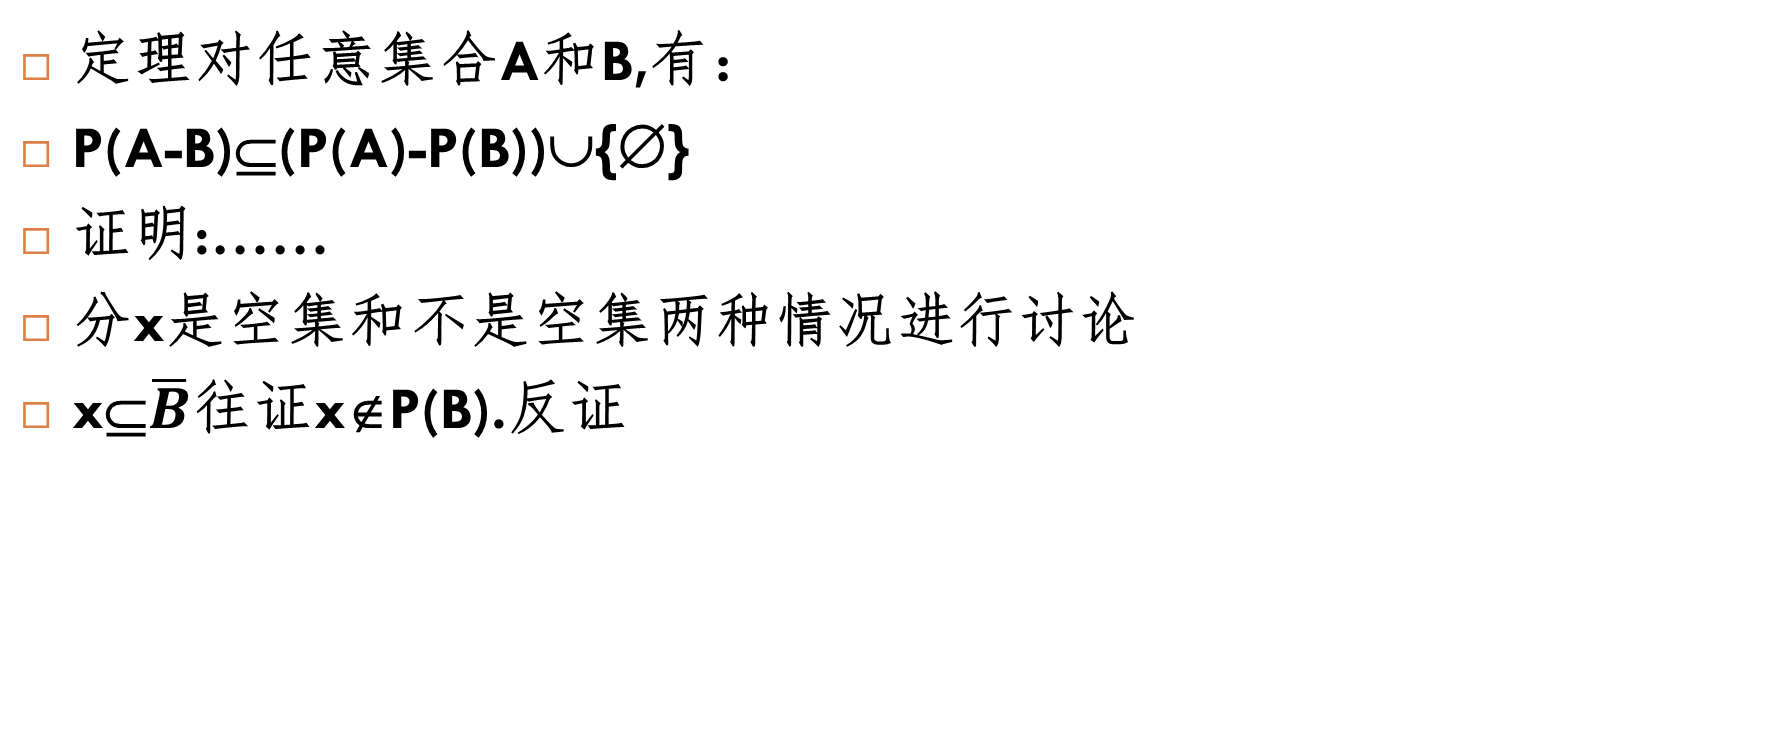 定理对任意集合A和B,有：
P(A-B)⊆(P(A)-P(B))∪{∅}
证明:……
分x是空集和不是空集两种情况进行讨论
x⊆B̅往证x∉P(B).反证